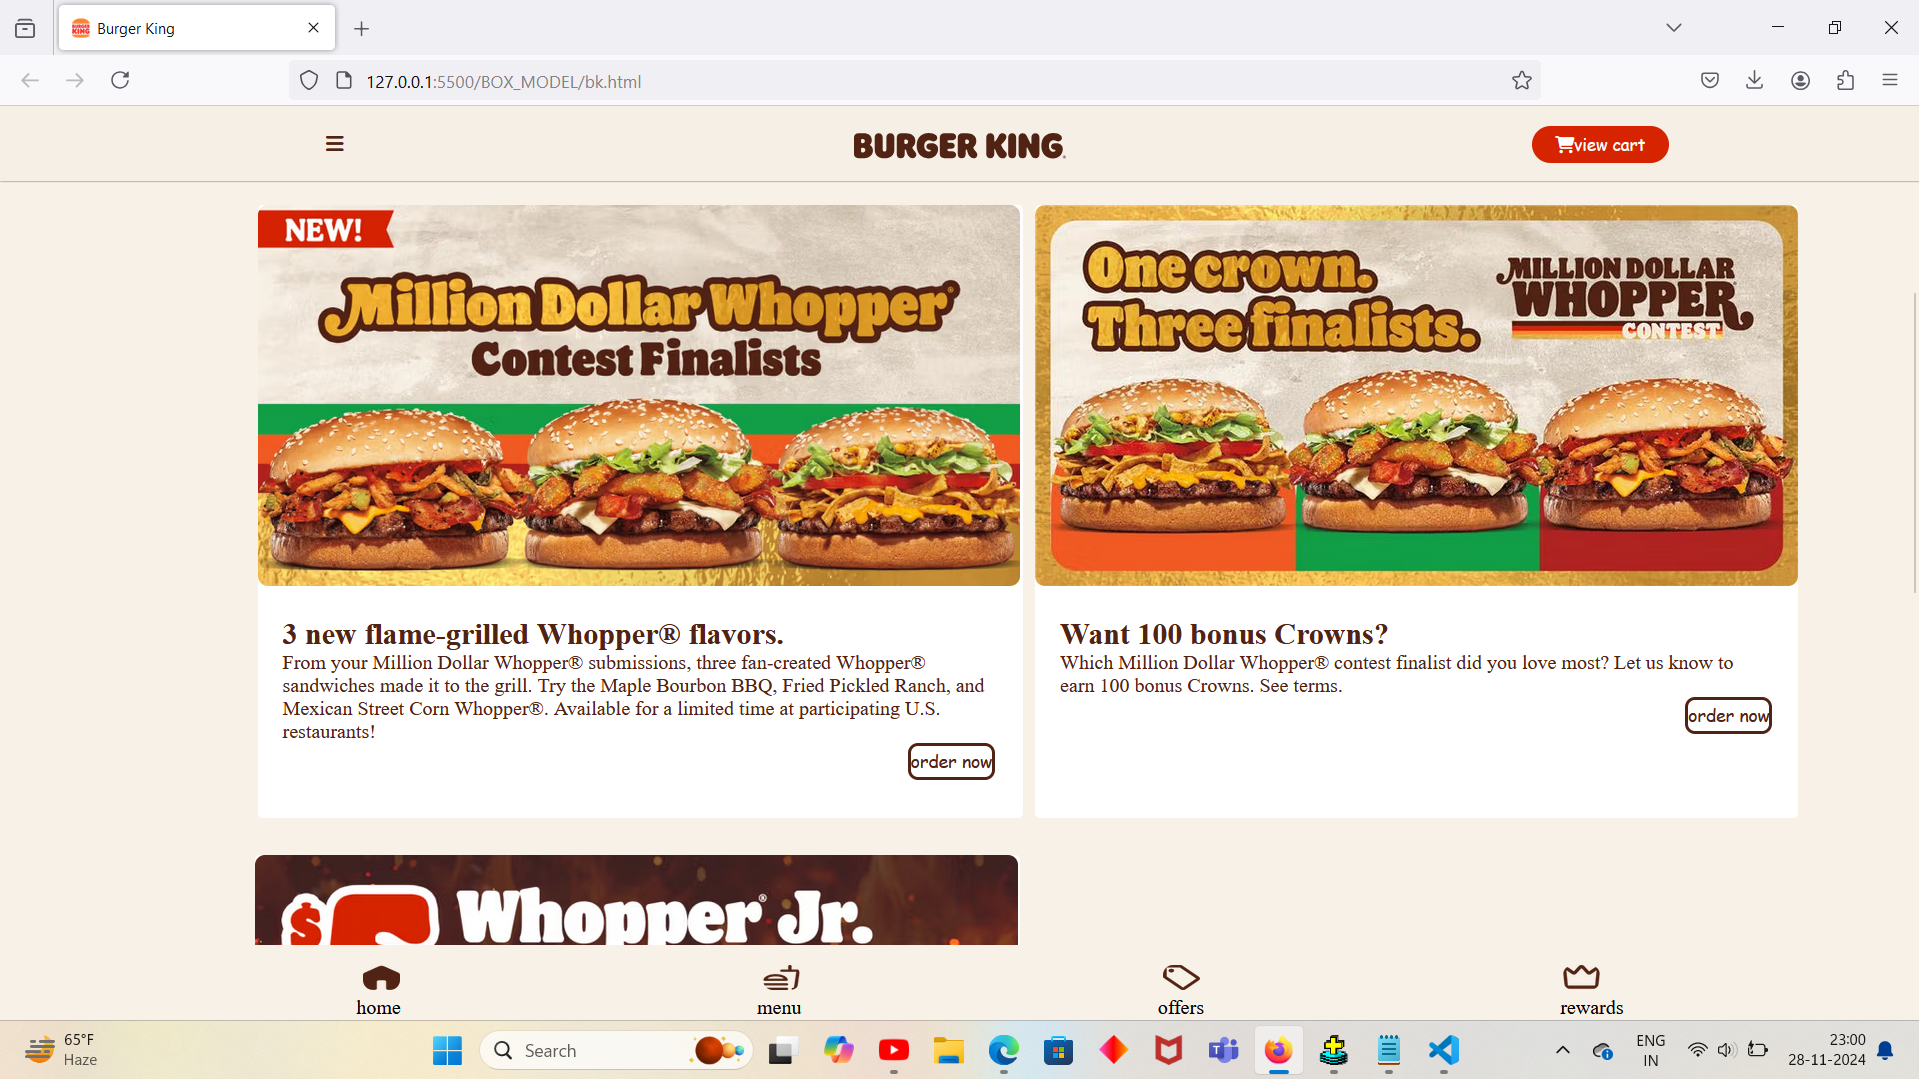 Burger King
127.0.0.1:5500/BOX_MODEL/bk.html
BURGER KING
view cart
NEW!
Million Dollar Whopper®
Contest Finalists
One crown.
Three finalists.
MILLION DOLLAR
WHOPPER
CONTEST
3 new flame-grilled Whopper® flavors.
From your Million Dollar Whopper® submissions, three fan-created Whopper®
sandwiches made it to the grill. Try the Maple Bourbon BBQ, Fried Pickled Ranch, and
Mexican Street Corn Whopper®. Available for a limited time at participating U.S.
restaurants!
order now
Want 100 bonus Crowns?
Which Million Dollar Whopper® contest finalist did you love most? Let us know to
earn 100 bonus Crowns. See terms.
order now
$
Whopper® Jr.
home
menu
offers
rewards
65°F
Haze
Search
ENG
IN
23:00
28-11-2024